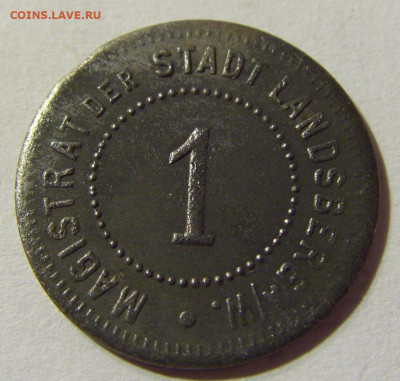 COINS.LAVE.RU
MAGISTRAT DER STADT LANDSBERG A/W.
1